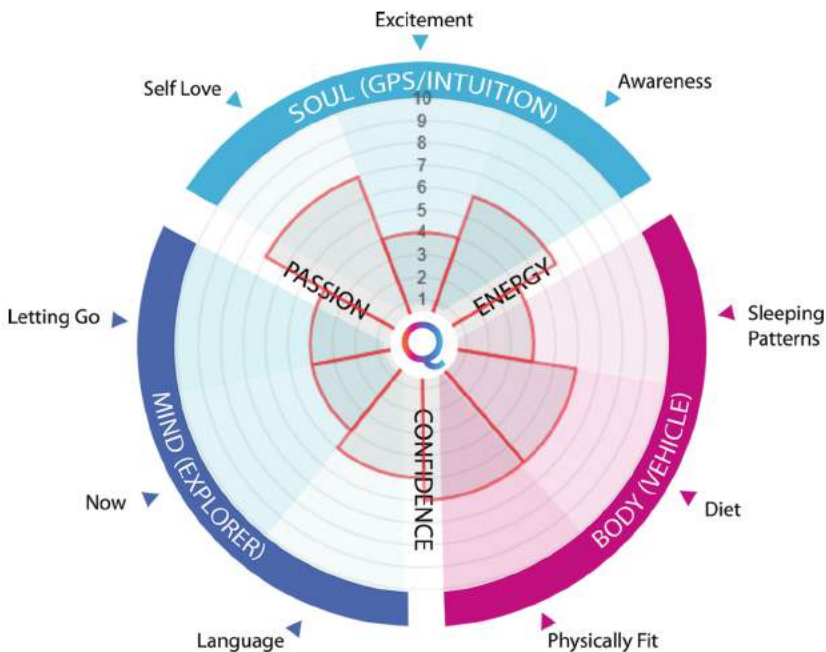 Excitement
Self Love
Awareness
SOUL (GPS/INTUITION)
10
9
8
7
6
5
4
3
2
1
PASSION
ENERGY
Letting Go
Sleeping
Patterns
MIND (EXPLORER)
CONFIDENCE
BODY (VEHICLE)
Now
Diet
Language
Physically Fit
Q